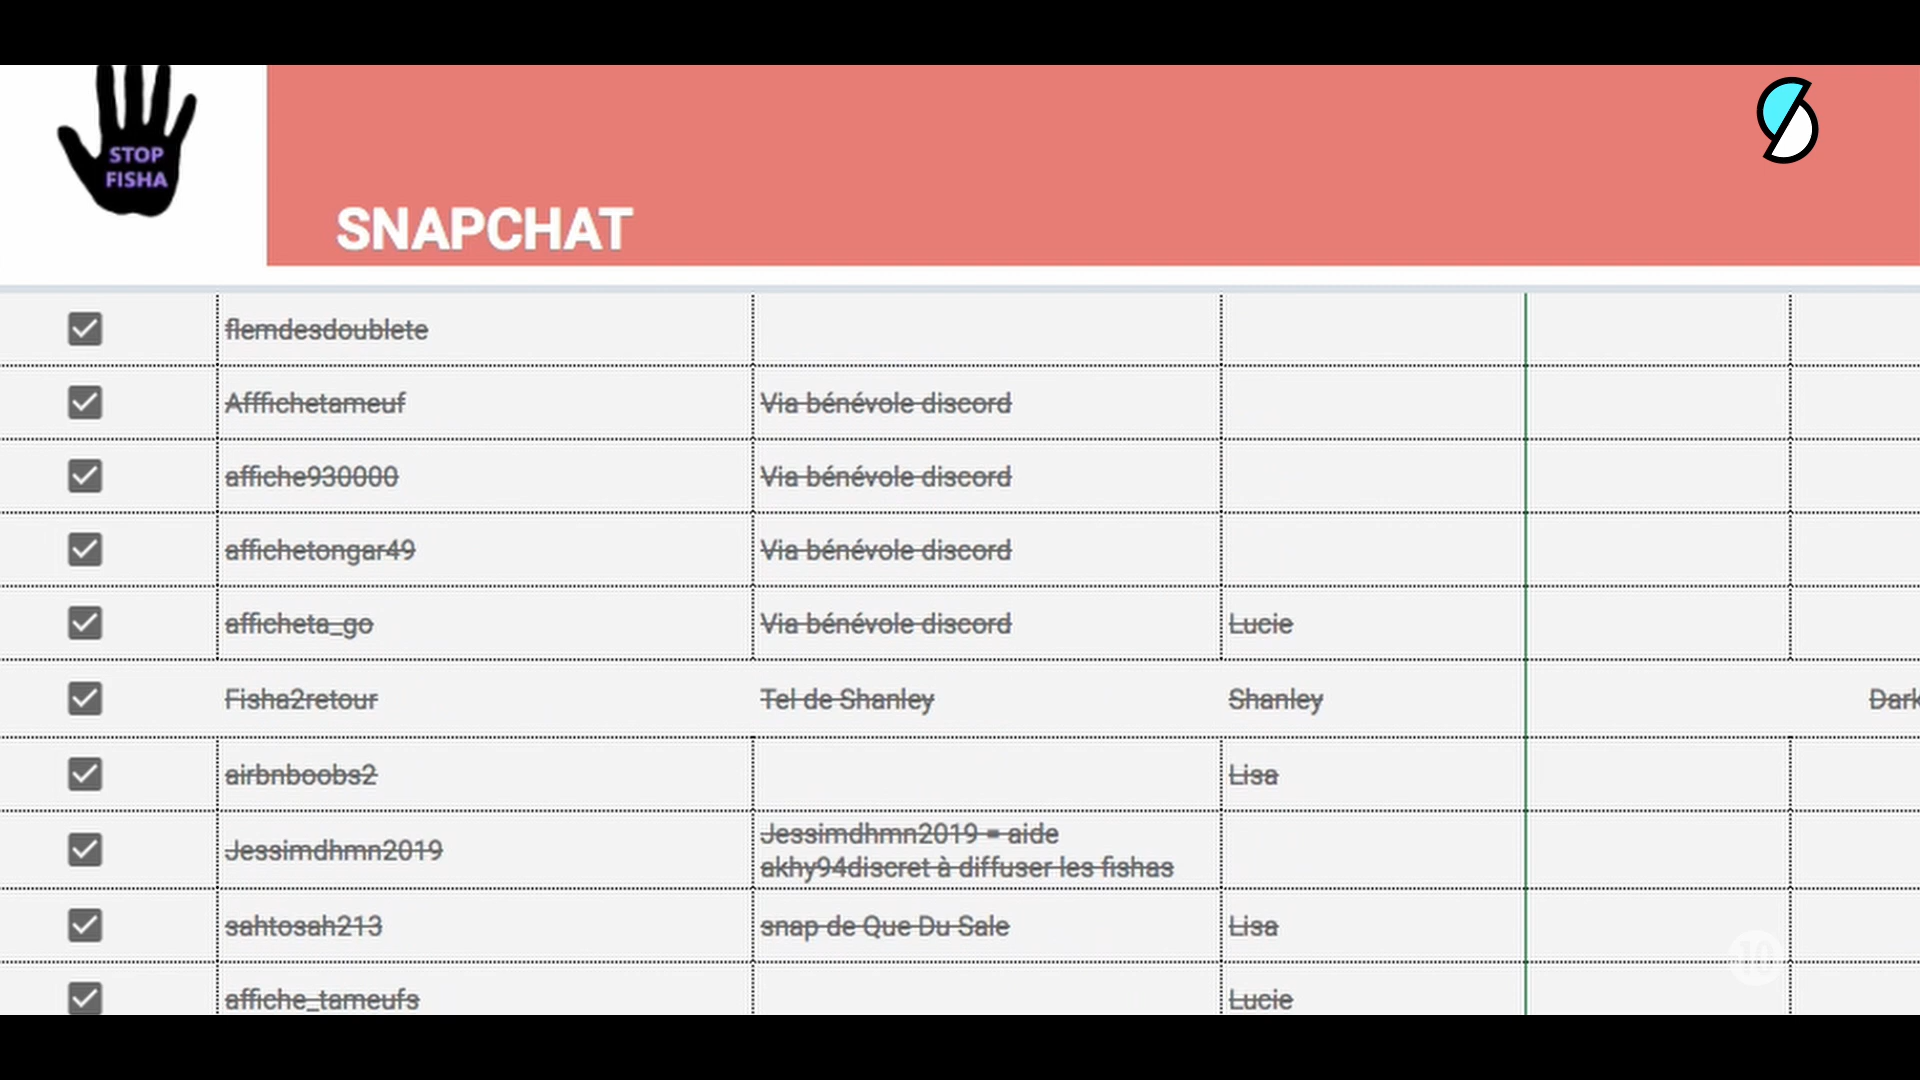 STOP
FISHA
SNAPCHAT
flemdesdoublete
Afffichetameuf Via bénévole discord
affiche930000 Via bénévole discord
affichetongar49 Via bénévole discord
afficheta_go Via bénévole discord Lucie
Fisha2retour Tel de Shanley Shanley Dark
airbnboobs2 Lisa
Jessimdhmn2019 Jessimdhmn2019 = aide
akhy94discret à diffuser les fishas
sahtosah213 snap de Que Du Sale Lisa
10
affiche_tameufs Lucie